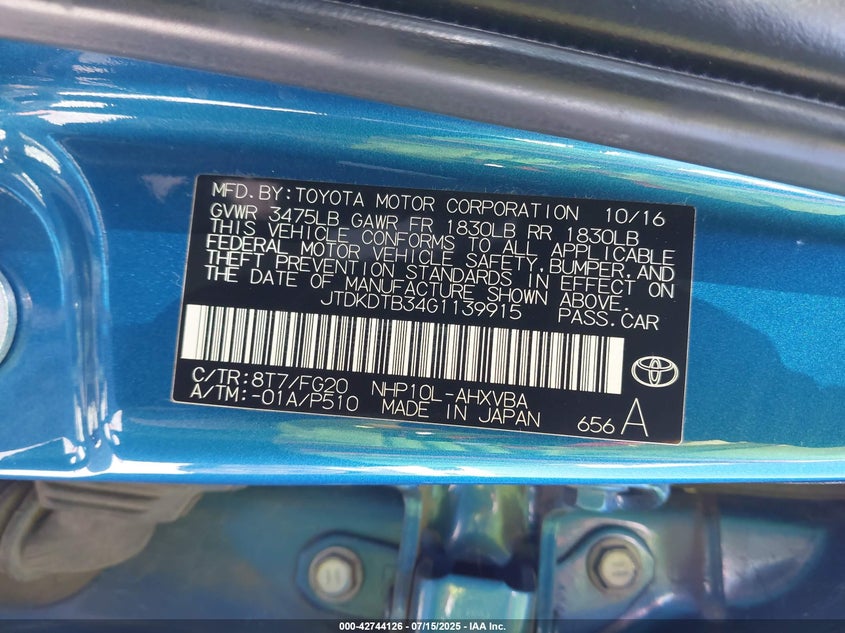 MFD.BY:TOYOTA MOTOR CORPORATION 10/16
GVWR 3475LB GAWR FR 1830LB RR 1830LB
THIS VEHICLE CONFORMS TO ALL APPLICABLE
FEDERAL MOTOR VEHICLE SAFETY,BUMPER,AND
THEFT PREVENTION STANDARDS IN EFFECT ON
THE DATE OF MANUFACTURE SHOWN ABOVE.
JTDKDTB34G1139915 PASS.CAR
C/TR:8T7/FG20 NHP10L-AHXVBA
A/TM:-01A/P510 MADE IN JAPAN
656 A
000-42744126 - 07/15/2025 - IAA Inc.